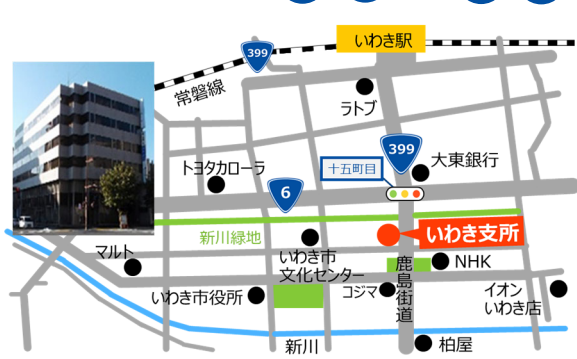 いわき駅
399
常磐線
ラトブ
399
大東銀行
十五町目
トヨタカローラ
6
新川緑地
いわき支所
マルト
いわき市
文化センター
鹿島街道
NHK
いわき市役所
コジマ
イオン
いわき店
新川
柏屋